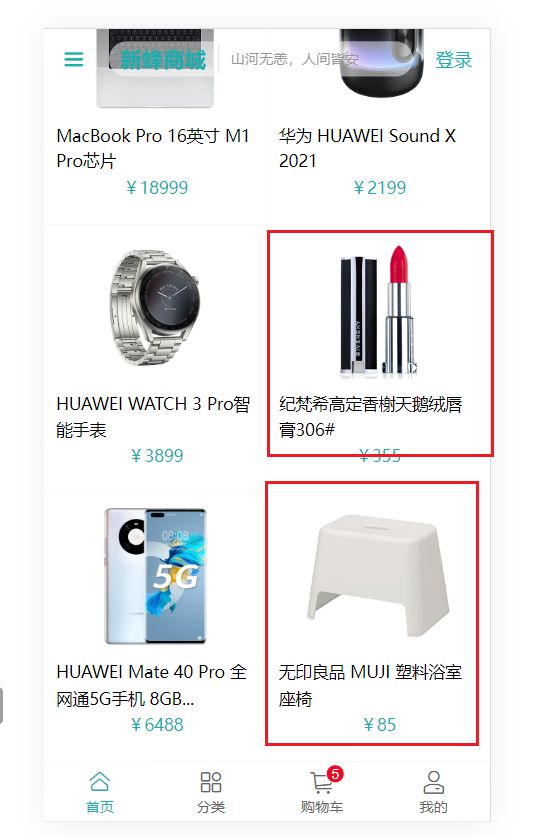 新蜂商城
山河无恙，人间皆安
登录
MacBook Pro 16英寸 M1
Pro芯片
￥18999
华为 HUAWEI Sound X
2021
￥2199
HUAWEI WATCH 3 Pro智
能手表
￥3899
GIVENCHY
纪梵希高定香榭天鹅绒唇
膏306#
￥355
08:08
5G
HUAWEI Mate 40 Pro 全
网通5G手机 8GB...
￥6488
无印良品 MUJI 塑料浴室
座椅
￥85
首页
分类
5
购物车
我的